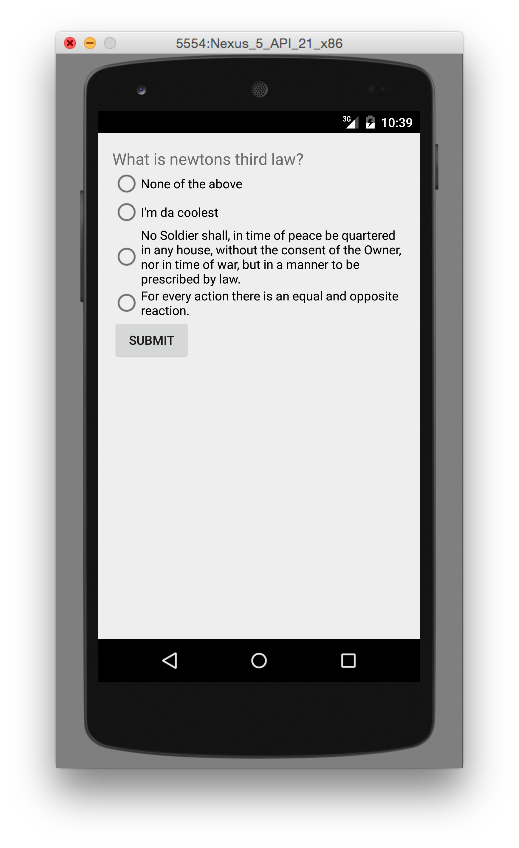 5554:Nexus_5_API_21_x86
3G 10:39
What is newtons third law?
None of the above
I'm da coolest
No Soldier shall, in time of peace be quartered
in any house, without the consent of the Owner,
nor in time of war, but in a manner to be
prescribed by law.
For every action there is an equal and opposite
reaction.
SUBMIT